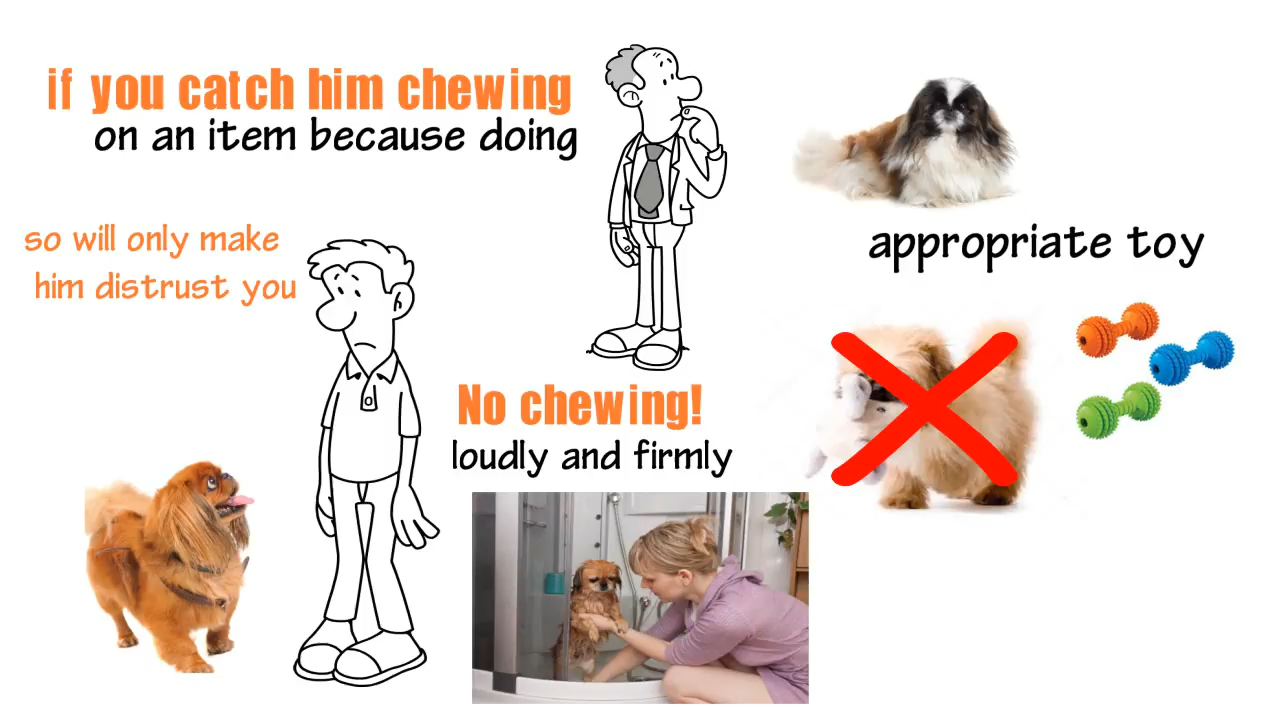 if you catch him chewing
on an item because doing
so will only make
him distrust you
No chewing!
loudly and firmly
appropriate toy